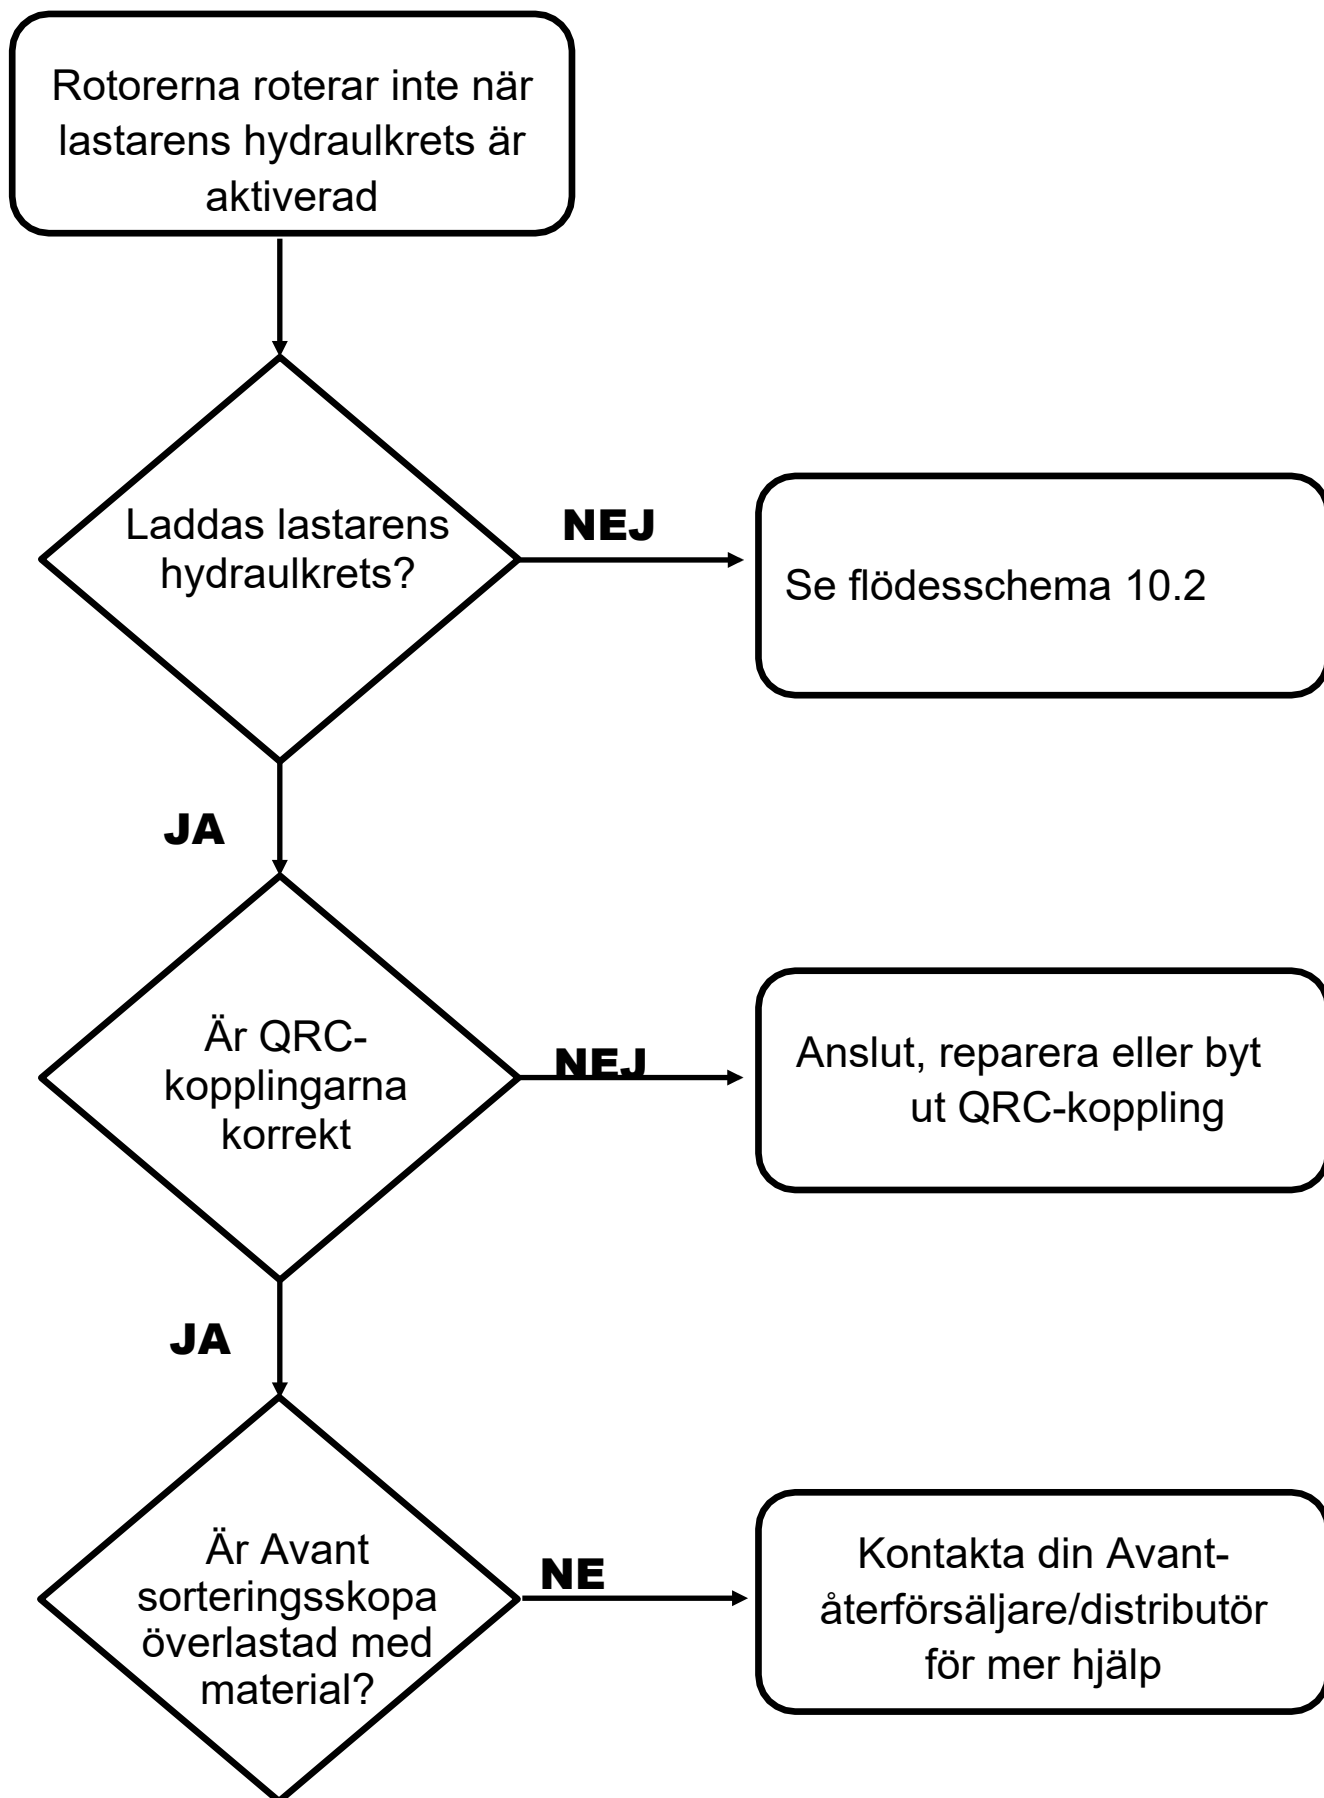 Rotorerna roterar inte när
lastarens hydraulkrets är
aktiverad
Laddas lastarens
hydraulkrets?
NEJ
Se flödesschema 10.2
JA
Är QRC-
kopplingarna
korrekt
NEJ
Anslut, reparera eller byt
ut QRC-koppling
JA
Är Avant
sorteringsskopa
överlastad med
material?
NE
Kontakta din Avant-
återförsäljare/distributör
för mer hjälp